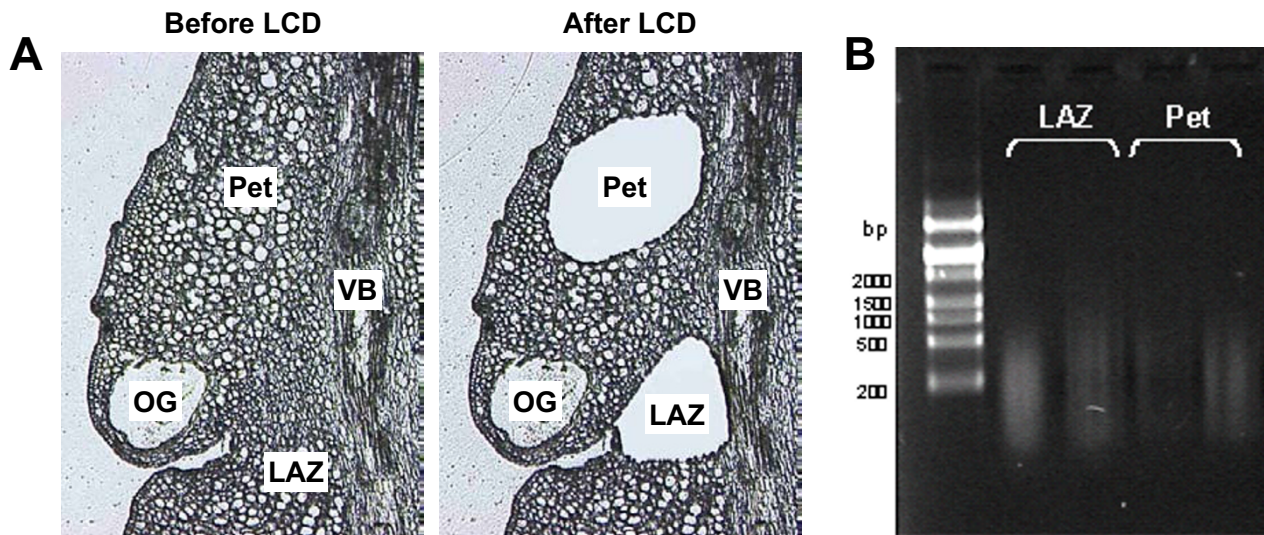 Before LCD
After LCD
A
Pet
VB
OG
LAZ
Pet
VB
OG
LAZ
B
LAZ
Pet
bp
2000
1500
1000
500
200